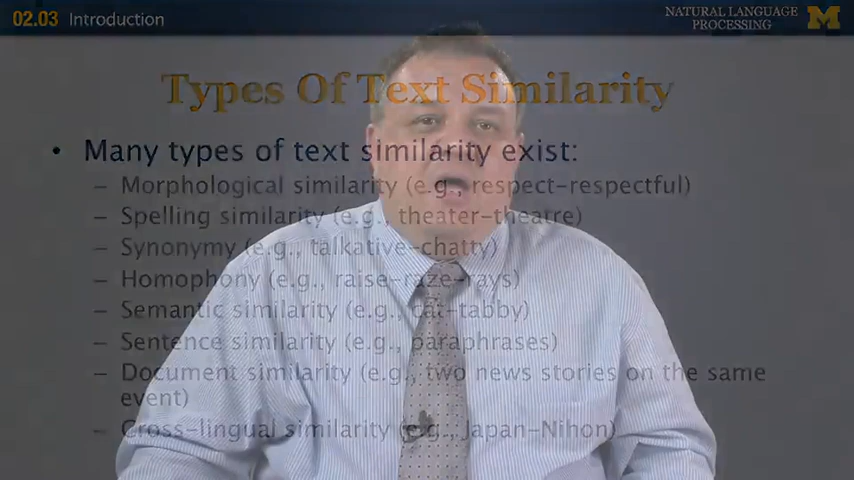 02.03 Introduction
NATURAL LANGUAGE
PROCESSING
M
Types Of Text Similarity
• Many types of text similarity exist:
– Morphological similarity (e.g., respect-respectful)
– Spelling similarity (e.g., theater-theatre)
– Synonymy (e.g., talkative-chatty)
– Homophony (e.g., raise-raze-rays)
– Semantic similarity (e.g., cat-tabby)
– Sentence similarity (e.g., paraphrases)
– Document similarity (e.g., two news stories on the same
event)
– Cross-lingual similarity (e.g., Japan-Nihon)